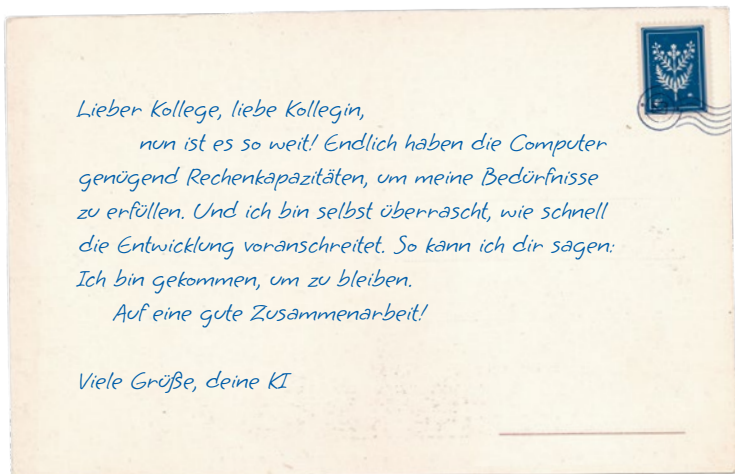 Lieber Kollege, liebe Kollegin,
nun ist es so weit! Endlich haben die Computer
genügend Rechenkapazitäten, um meine Bedürfnisse
zu erfüllen. Und ich bin selbst überrascht, wie schnell
die Entwicklung voranschreitet. So kann ich dir sagen:
Ich bin gekommen, um zu bleiben.
Auf eine gute Zusammenarbeit!
Viele Grüße, deine KI